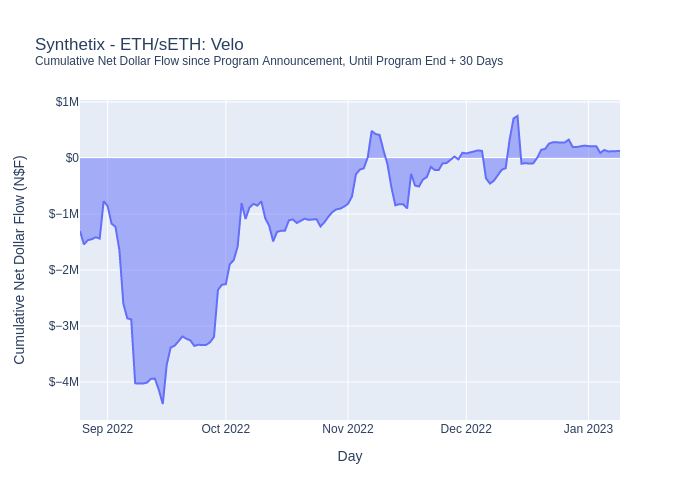 Synthetix - ETH/sETH: Velo
Cumulative Net Dollar Flow since Program Announcement, Until Program End + 30 Days
Cumulative Net Dollar Flow (N$F)
$1M
$0
$−1M
$−2M
$−3M
$−4M
Sep 2022
Oct 2022
Nov 2022
Dec 2022
Jan 2023
Day